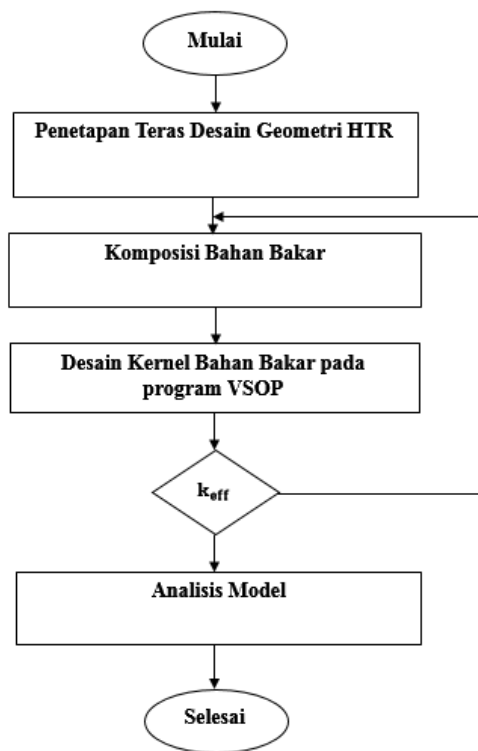 Mulai
Penetapan Teras Desain Geometri HTR
Komposisi Bahan Bakar
Desain Kernel Bahan Bakar pada
program VSOP
keff
Analisis Model
Selesai